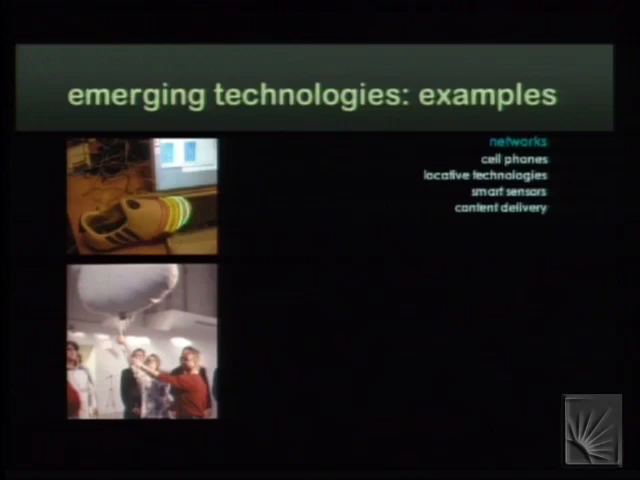 emerging technologies: examples
networks
cell phones
locative technologies
smart sensors
content delivery